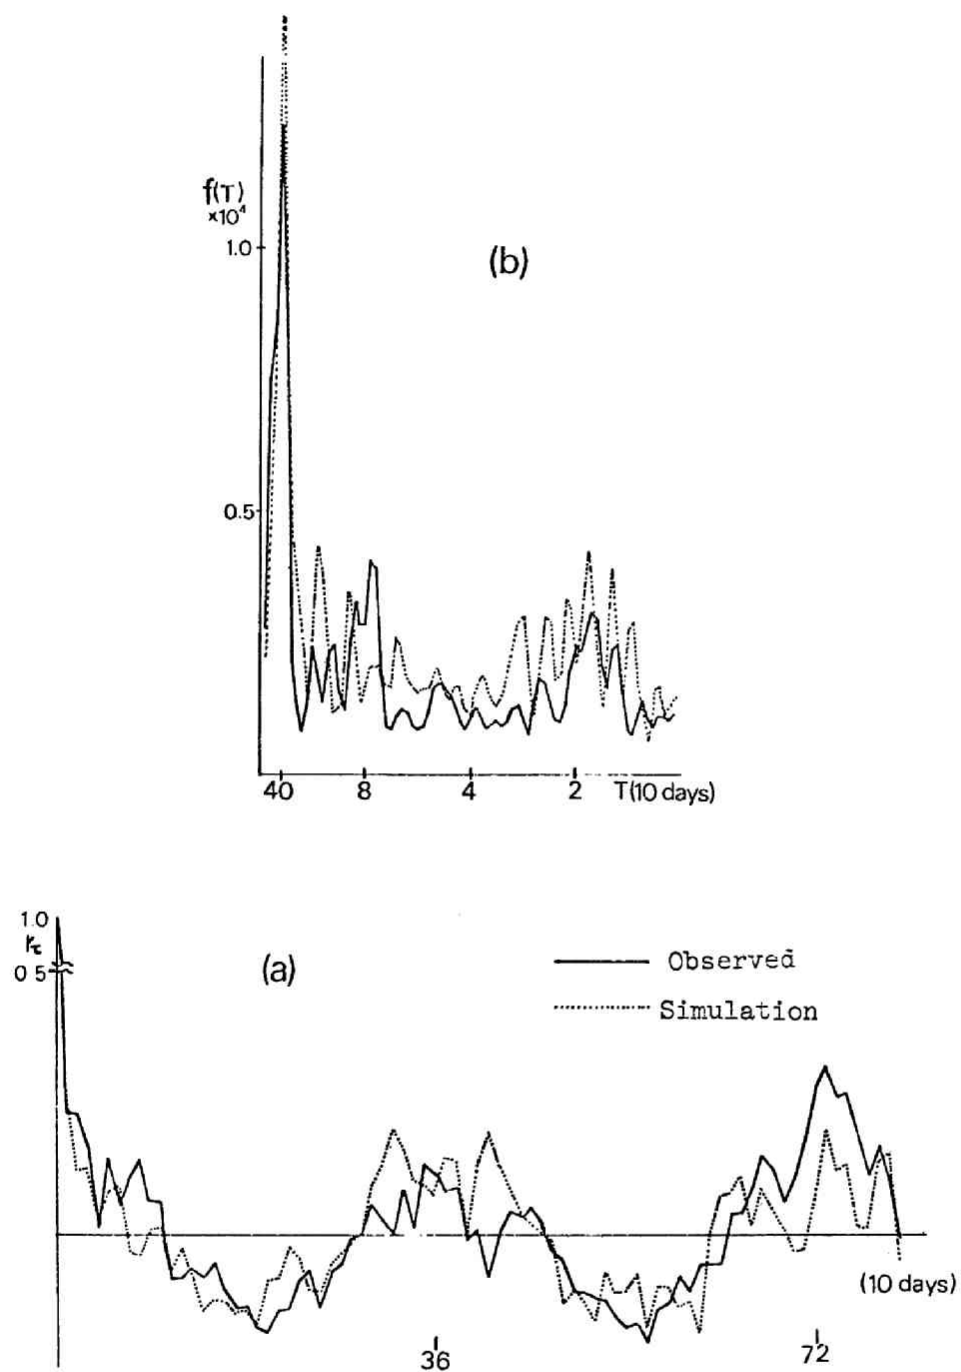 f(T)
×10⁴
1.0
(b)
0.5
40 8 4 2 T(10 days)
1.0
rτ
0 5
(a)
Observed
Simulation
(10 days)
36
72